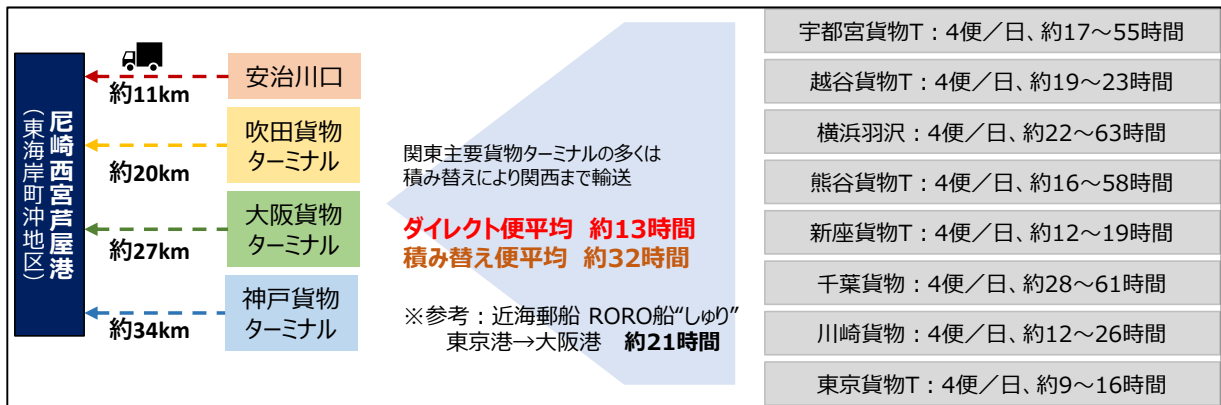 尼崎西宮芦屋港
（東海岸町沖地区）
約11km
約20km
約27km
約34km
安治川口
吹田貨物
ターミナル
大阪貨物
ターミナル
神戸貨物
ターミナル
関東主要貨物ターミナルの多くは
積み替えにより関西まで輸送
ダイレクト便平均 約13時間
積み替え便平均 約32時間
※参考：近海郵船 RORO船“しゅり”
東京港→大阪港 約21時間
宇都宮貨物T：4便／日、約17～55時間
越谷貨物T：4便／日、約19～23時間
横浜羽沢：4便／日、約22～63時間
熊谷貨物T：4便／日、約16～58時間
新座貨物T：4便／日、約12～19時間
千葉貨物：4便／日、約28～61時間
川崎貨物：4便／日、約12～26時間
東京貨物T：4便／日、約9～16時間